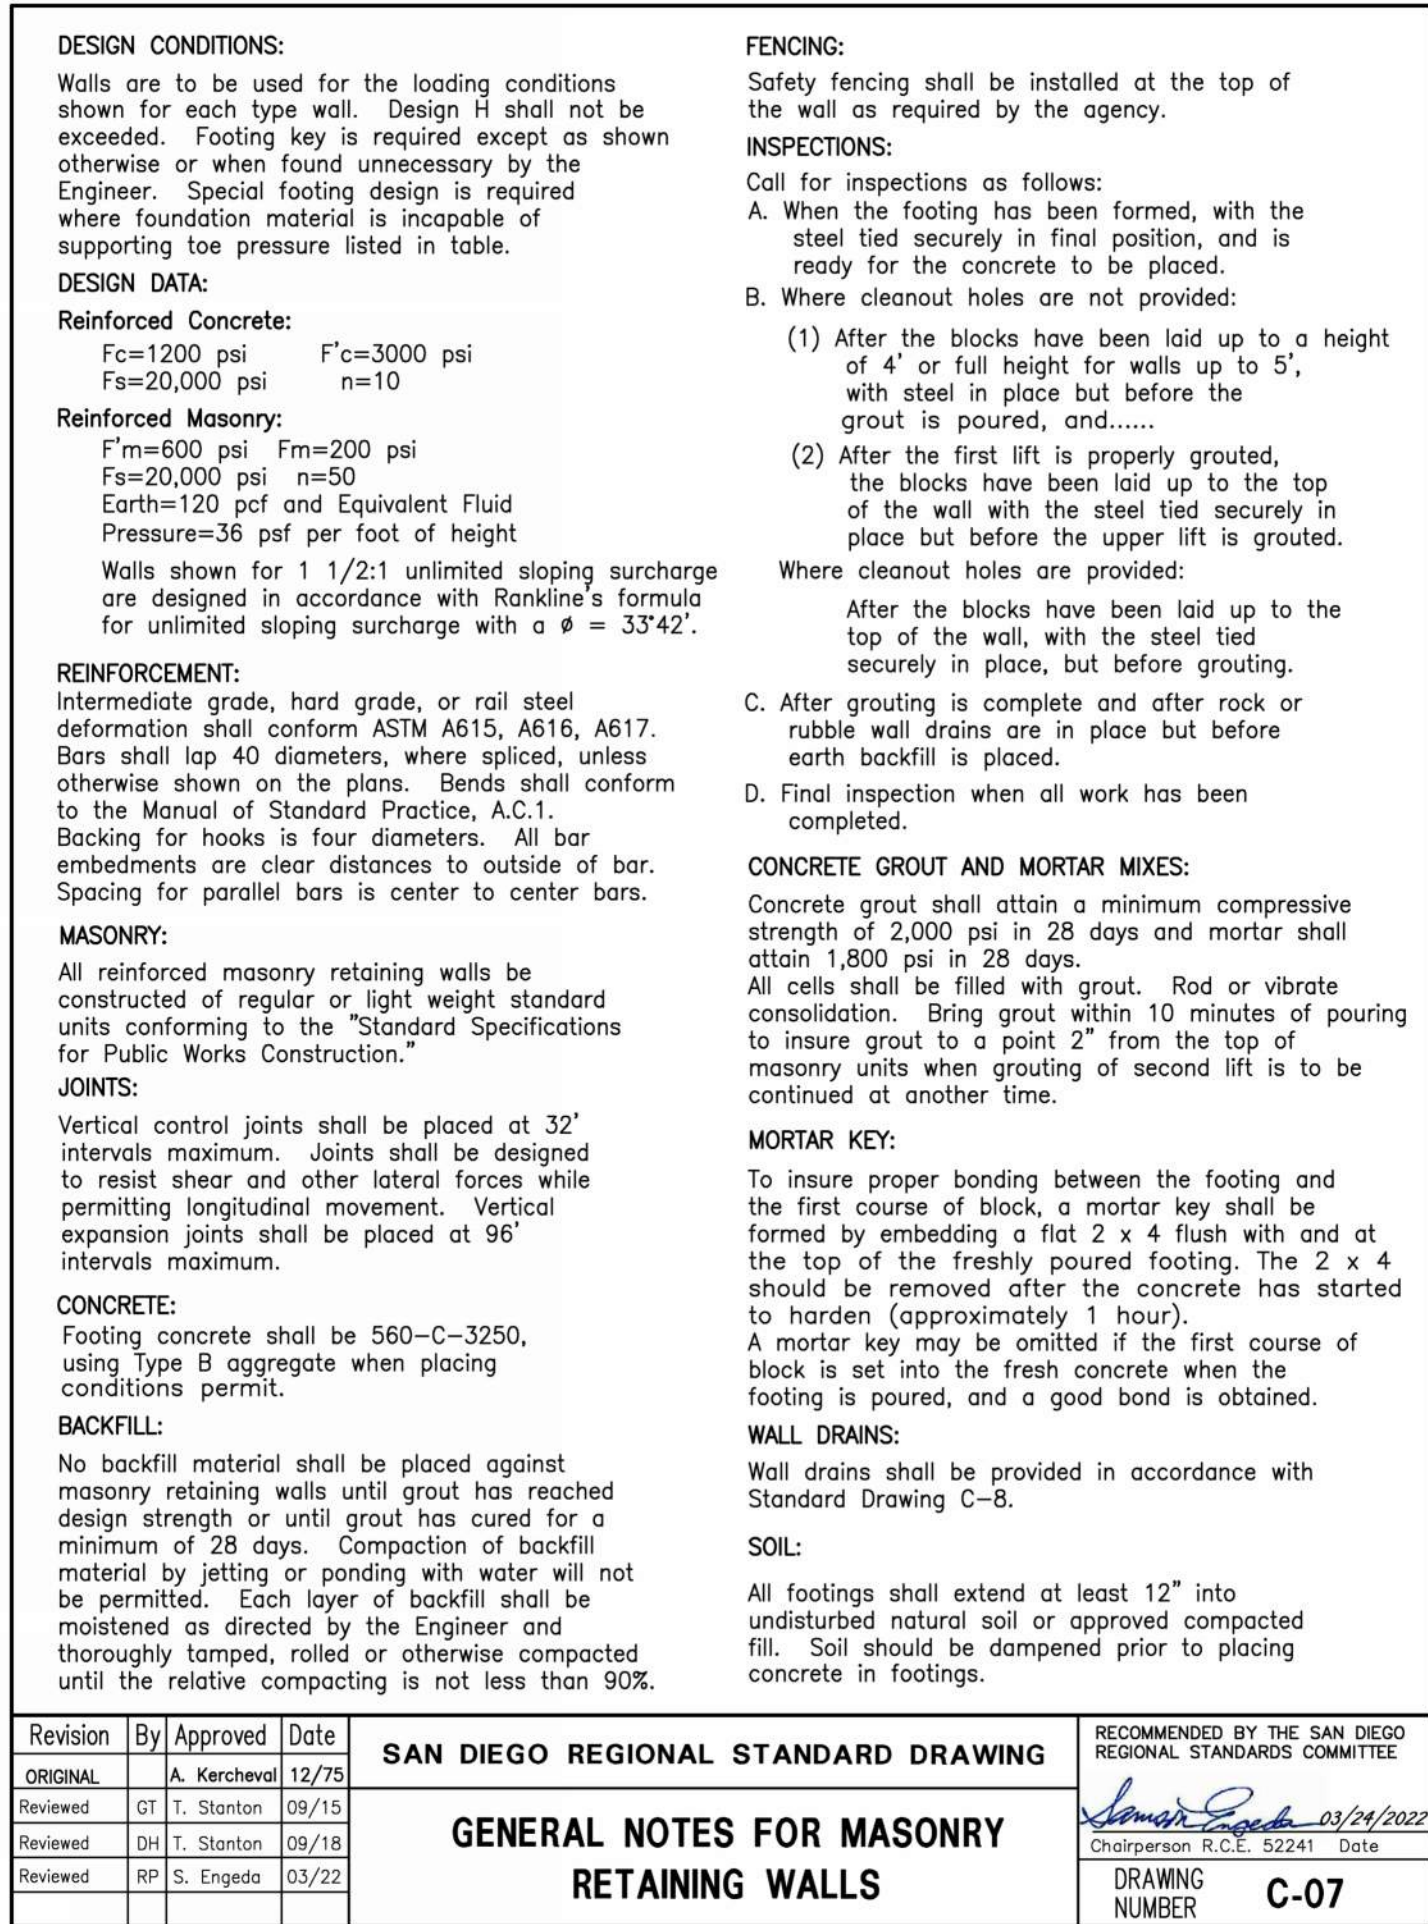 DESIGN CONDITIONS:
Walls are to be used for the loading conditions
shown for each type wall. Design H shall not be
exceeded. Footing key is required except as shown
otherwise or when found unnecessary by the
Engineer. Special footing design is required
where foundation material is incapable of
supporting toe pressure listed in table.
DESIGN DATA:
Reinforced Concrete:
Fc=1200 psi F'c=3000 psi
Fs=20,000 psi n=10
Reinforced Masonry:
F'm=600 psi Fm=200 psi
Fs=20,000 psi n=50
Earth=120 pcf and Equivalent Fluid
Pressure=36 psf per foot of height
Walls shown for 1 1/2:1 unlimited sloping surcharge
are designed in accordance with Rankline's formula
for unlimited sloping surcharge with a ø = 33°42'.
REINFORCEMENT:
Intermediate grade, hard grade, or rail steel
deformation shall conform ASTM A615, A616, A617.
Bars shall lap 40 diameters, where spliced, unless
otherwise shown on the plans. Bends shall conform
to the Manual of Standard Practice, A.C.1.
Backing for hooks is four diameters. All bar
embedments are clear distances to outside of bar.
Spacing for parallel bars is center to center bars.
MASONRY:
All reinforced masonry retaining walls be
constructed of regular or light weight standard
units conforming to the "Standard Specifications
for Public Works Construction."
JOINTS:
Vertical control joints shall be placed at 32'
intervals maximum. Joints shall be designed
to resist shear and other lateral forces while
permitting longitudinal movement. Vertical
expansion joints shall be placed at 96'
intervals maximum.
CONCRETE:
Footing concrete shall be 560-C-3250,
using Type B aggregate when placing
conditions permit.
BACKFILL:
No backfill material shall be placed against
masonry retaining walls until grout has reached
design strength or until grout has cured for a
minimum of 28 days. Compaction of backfill
material by jetting or ponding with water will not
be permitted. Each layer of backfill shall be
moistened as directed by the Engineer and
thoroughly tamped, rolled or otherwise compacted
until the relative compacting is not less than 90%.
FENCING:
Safety fencing shall be installed at the top of
the wall as required by the agency.
INSPECTIONS:
Call for inspections as follows:
A. When the footing has been formed, with the
steel tied securely in final position, and is
ready for the concrete to be placed.
B. Where cleanout holes are not provided:
(1) After the blocks have been laid up to a height
of 4' or full height for walls up to 5',
with steel in place but before the
grout is poured, and......
(2) After the first lift is properly grouted,
the blocks have been laid up to the top
of the wall with the steel tied securely in
place but before the upper lift is grouted.
Where cleanout holes are provided:
After the blocks have been laid up to the
top of the wall, with the steel tied
securely in place, but before grouting.
C. After grouting is complete and after rock or
rubble wall drains are in place but before
earth backfill is placed.
D. Final inspection when all work has been
completed.
CONCRETE GROUT AND MORTAR MIXES:
Concrete grout shall attain a minimum compressive
strength of 2,000 psi in 28 days and mortar shall
attain 1,800 psi in 28 days.
All cells shall be filled with grout. Rod or vibrate
consolidation. Bring grout within 10 minutes of pouring
to insure grout to a point 2" from the top of
masonry units when grouting of second lift is to be
continued at another time.
MORTAR KEY:
To insure proper bonding between the footing and
the first course of block, a mortar key shall be
formed by embedding a flat 2 x 4 flush with and at
the top of the freshly poured footing. The 2 x 4
should be removed after the concrete has started
to harden (approximately 1 hour).
A mortar key may be omitted if the first course of
block is set into the fresh concrete when the
footing is poured, and a good bond is obtained.
WALL DRAINS:
Wall drains shall be provided in accordance with
Standard Drawing C-8.
SOIL:
All footings shall extend at least 12" into
undisturbed natural soil or approved compacted
fill. Soil should be dampened prior to placing
concrete in footings.
Revision By Approved Date
ORIGINAL A. Kercheval 12/75
Reviewed GT T. Stanton 09/15
Reviewed DH T. Stanton 09/18
Reviewed RP S. Engeda 03/22
SAN DIEGO REGIONAL STANDARD DRAWING
GENERAL NOTES FOR MASONRY
RETAINING WALLS
RECOMMENDED BY THE SAN DIEGO
REGIONAL STANDARDS COMMITTEE
Samson Engeda 03/24/2022
Chairperson R.C.E. 52241 Date
DRAWING
NUMBER C-07